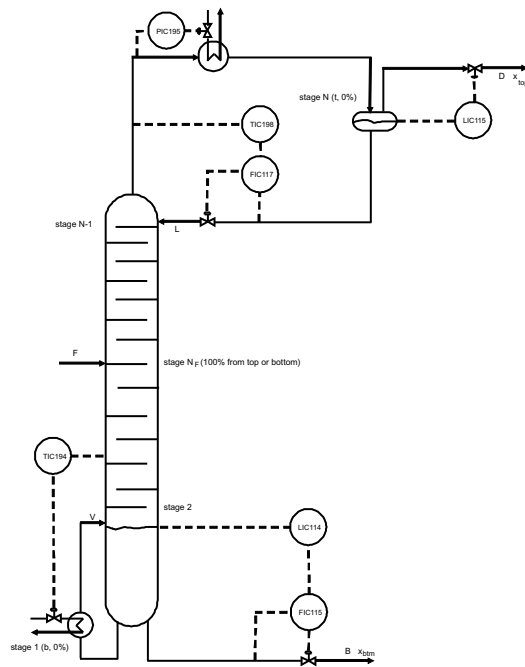 PIC195
stage N (t, 0%)
D x top
TIC198
LIC115
FIC117
stage N-1
L
F
stage N F (100% from top or bottom)
TIC194
stage 2
V
LIC114
FIC115
stage 1 (b, 0%)
B x btm